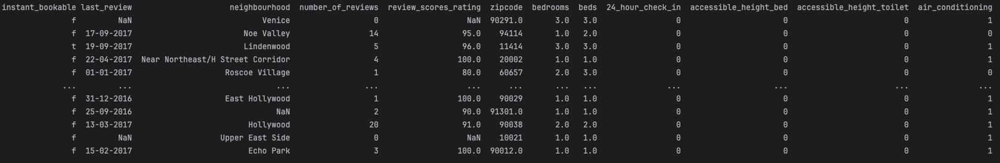 instant_bookable last_review neighbourhood number_of_reviews review_scores_rating zipcode bedrooms beds 24_hour_check_in accessible_height_bed accessible_height_toilet air_conditioning
f NaN Venice 0 NaN 90291.0 3.0 3.0 0 0 0 1
f 17-09-2017 Noe Valley 14 95.0 94114 1.0 2.0 0 0 0 0
t 19-09-2017 Lindenwood 5 96.0 11414 3.0 3.0 0 0 0 1
f 22-04-2017 Near Northeast/H Street Corridor 4 100.0 20002 1.0 1.0 0 0 0 1
f 01-01-2017 Roscoe Village 1 80.0 60657 2.0 3.0 0 0 0 0
... ... ... ... ... ... ... ... ... ... ... ...
f 31-12-2016 East Hollywood 1 100.0 90029 1.0 1.0 0 0 0 1
f 25-09-2016 NaN 2 90.0 91301.0 1.0 1.0 0 0 0 1
f 13-03-2017 Hollywood 20 91.0 90038 2.0 2.0 0 0 0 1
f NaN Upper East Side 0 NaN 10021 1.0 1.0 0 0 0 1
f 15-02-2017 Echo Park 3 100.0 90012.0 1.0 1.0 0 0 0 1